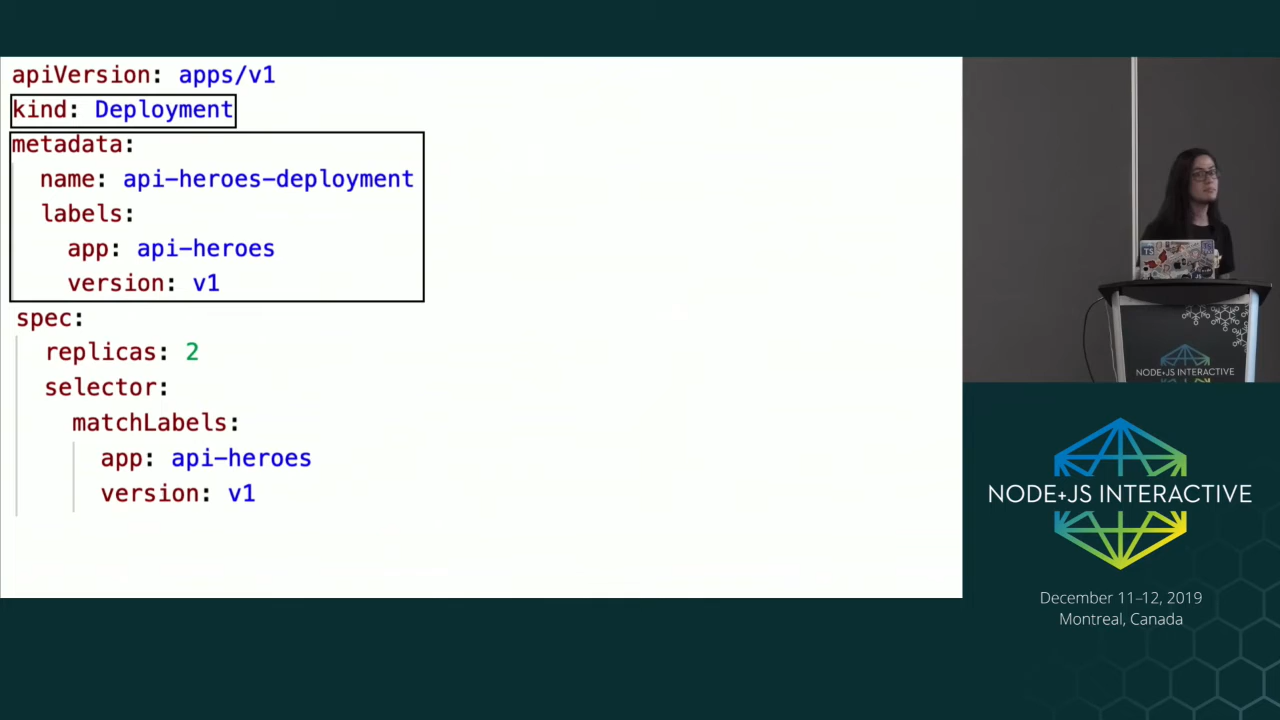 apiVersion: apps/v1
kind: Deployment
metadata:
name: api-heroes-deployment
labels:
app: api-heroes
version: v1
spec:
replicas: 2
selector:
matchLabels:
app: api-heroes
version: v1
TS
NODE+JS INTERACTIVE
NODE+JS INTERACTIVE
December 11–12, 2019
Montreal, Canada